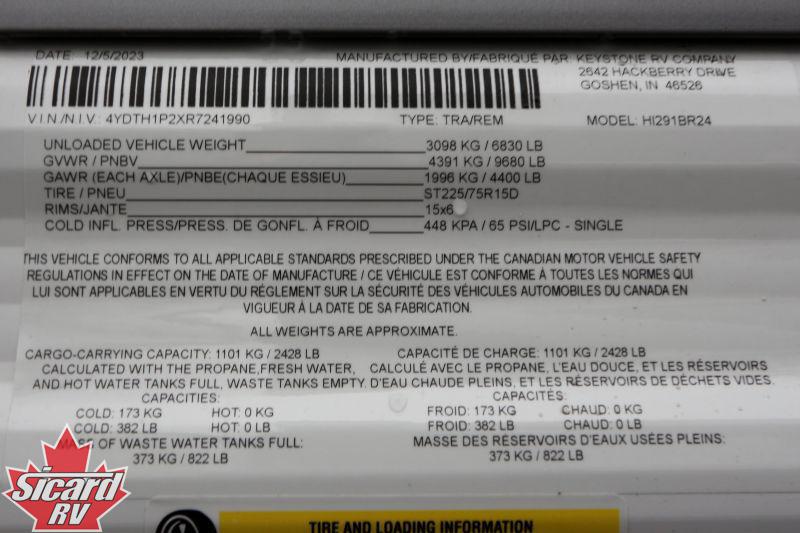 DATE: 12/5/2023 MANUFACTURED BY/FABRIQUÉ PAR: KEYSTONE RV COMPANY
2642 HACKBERRY DRIVE
GOSHEN, IN 46526
V.I.N./N.I.V.: 4YDTH1P2XR7241990 TYPE: TRA/REM MODEL: HI291BR24
UNLOADED VEHICLE WEIGHT 3098 KG / 6830 LB
GVWR / PNBV 4391 KG / 9680 LB
GAWR (EACH AXLE)/PNBE(CHAQUE ESSIEU) 1996 KG / 4400 LB
TIRE / PNEU ST225/75R15D
RIMS/JANTE 15x6
COLD INFL. PRESS/PRESS. DE GONFL. À FROID 448 KPA / 65 PSI/LPC - SINGLE
THIS VEHICLE CONFORMS TO ALL APPLICABLE STANDARDS PRESCRIBED UNDER THE CANADIAN MOTOR VEHICLE SAFETY
REGULATIONS IN EFFECT ON THE DATE OF MANUFACTURE / CE VÉHICULE EST CONFORME À TOUTES LES NORMES QUI
LUI SONT APPLICABLES EN VERTU DU RÉGLEMENT SUR LA SÉCURITÉ DES VÉHICULES AUTOMOBILES DU CANADA EN
VIGUEUR À LA DATE DE SA FABRICATION.
ALL WEIGHTS ARE APPROXIMATE.
CARGO-CARRYING CAPACITY: 1101 KG / 2428 LB CAPACITÉ DE CHARGE: 1101 KG / 2428 LB
CALCULATED WITH THE PROPANE,FRESH WATER, CALCULÉ AVEC LE PROPANE, L'EAU DOUCE, ET LES RÉSERVOIRS
AND HOT WATER TANKS FULL, WASTE TANKS EMPTY. D'EAU CHAUDE PLEINS, ET LES RÉSERVOIRS DE DÉCHETS VIDES.
CAPACITIES: CAPACITÉS:
COLD: 173 KG HOT: 0 KG FROID: 173 KG CHAUD: 0 KG
COLD: 382 LB HOT: 0 LB FROID: 382 LB CHAUD: 0 LB
MASS OF WASTE WATER TANKS FULL: MASSE DES RÉSERVOIRS D'EAUX USÉES PLEINS:
373 KG / 822 LB 373 KG / 822 LB
Sicard
RV
TIRE AND LOADING INFORMATION